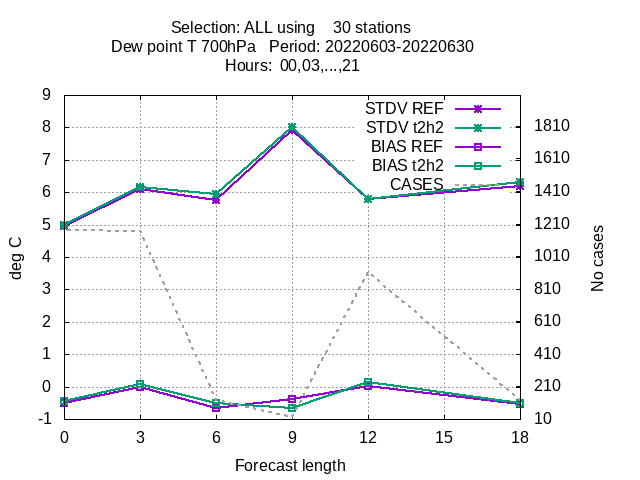 Selection: ALL using 30 stations
Dew point T 700hPa Period: 20220603-20220630
Hours: 00,03,...,21
STDV REF
STDV t2h2
BIAS REF
BIAS t2h2
CASES
deg C
9
8
7
6
5
4
3
2
1
0
-1
No cases
1810
1610
1410
1210
1010
810
610
410
210
10
0 3 6 9 12 15 18
Forecast length